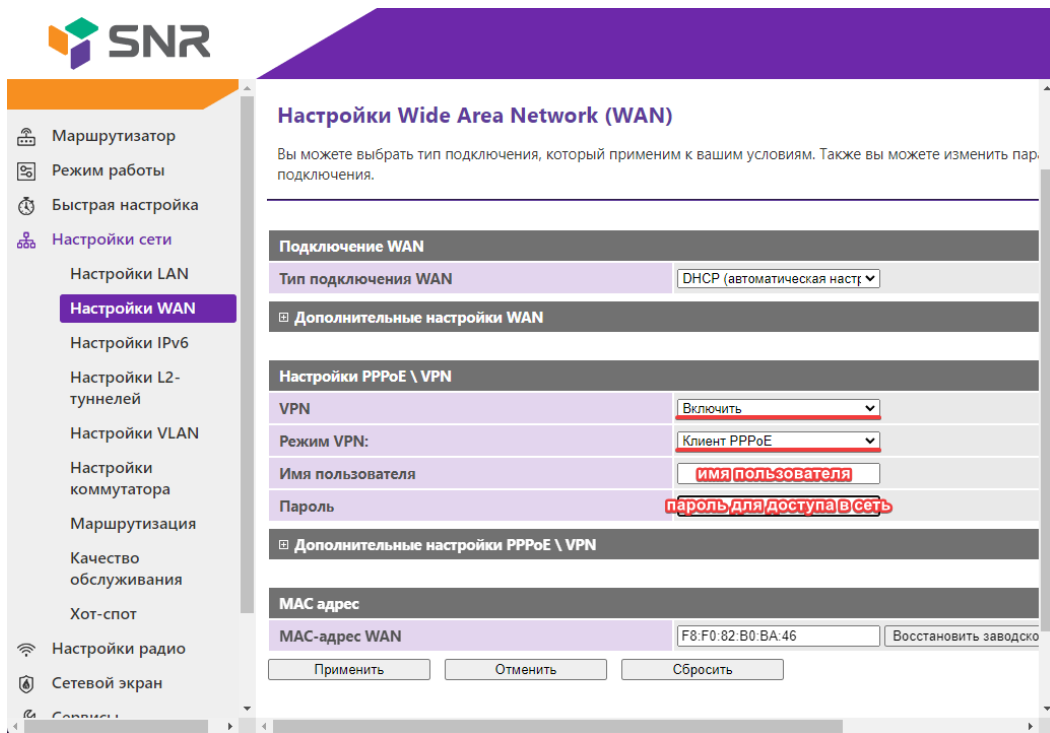 SNR
Маршрутизатор
Режим работы
Быстрая настройка
Настройки сети
Настройки LAN
Настройки WAN
Настройки IPv6
Настройки L2-
туннелей
Настройки VLAN
Настройки
коммутатора
Маршрутизация
Качество
обслуживания
Хот-спот
Настройки радио
Сетевой экран
Сервисы
Настройки Wide Area Network (WAN)
Вы можете выбрать тип подключения, который применим к вашим условиям. Также вы можете изменить пар
подключения.
Подключение WAN
Тип подключения WAN DHCP (автоматическая настр
Дополнительные настройки WAN
Настройки PPPoE \ VPN
VPN Включить
Режим VPN: Клиент PPPoE
Имя пользователя имя пользователя
Пароль пароль для доступа в сеть
Дополнительные настройки PPPoE \ VPN
MAC адрес
MAC-адрес WAN F8:F0:82:B0:BA:46 Восстановить заводско
Применить Отменить Сбросить